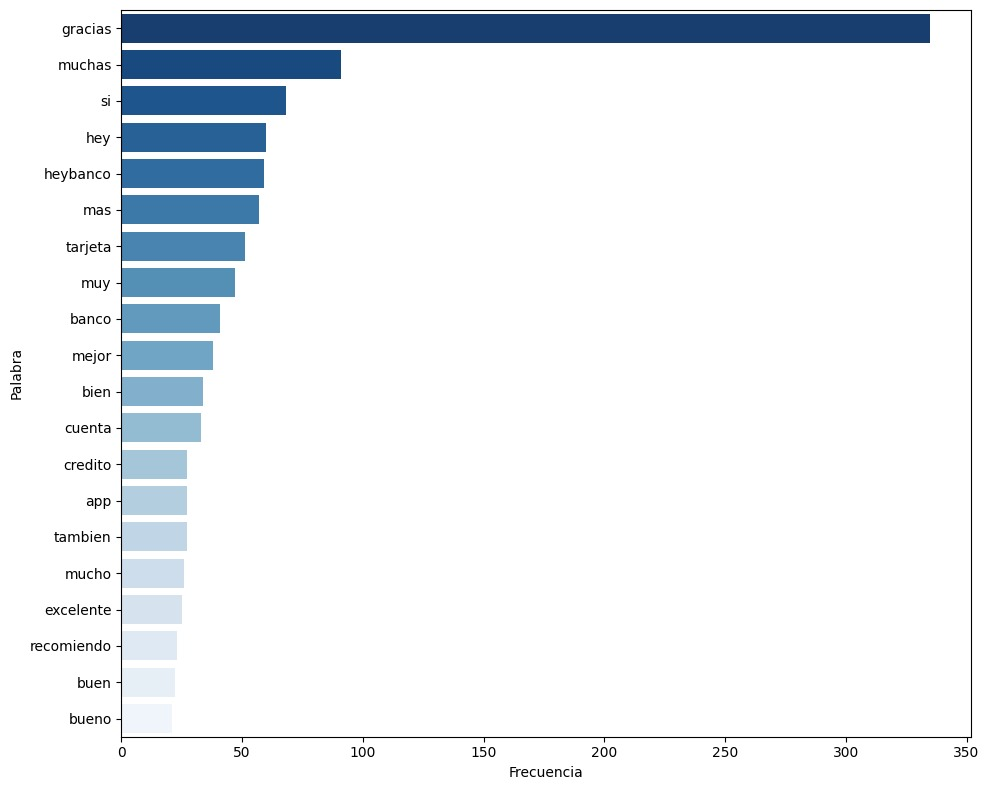 gracias
muchas
si
hey
heybanco
mas
tarjeta
muy
banco
mejor
bien
cuenta
credito
app
tambien
mucho
excelente
recomiendo
buen
bueno
Palabra
0 50 100 150 200 250 300 350
Frecuencia